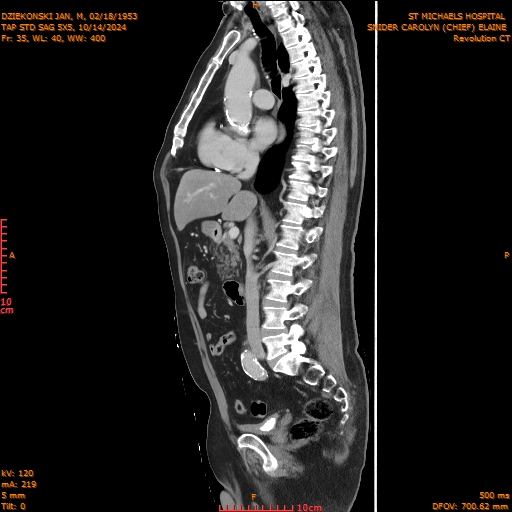 DZIEKONSKI JAN, M, 02/18/1953
TAP STD SAG 5X5, 10/14/2024
Fr: 35, WL: 40, WW: 400
H
ST MICHAELS HOSPITAL
SNIDER CAROLYN (CHIEF) ELAINE
Revolution CT
A
P
10
cm
kV: 120
mA: 219
5 mm
Tilt: 0
F
10cm
500 ms
DFOV: 700.62 mm